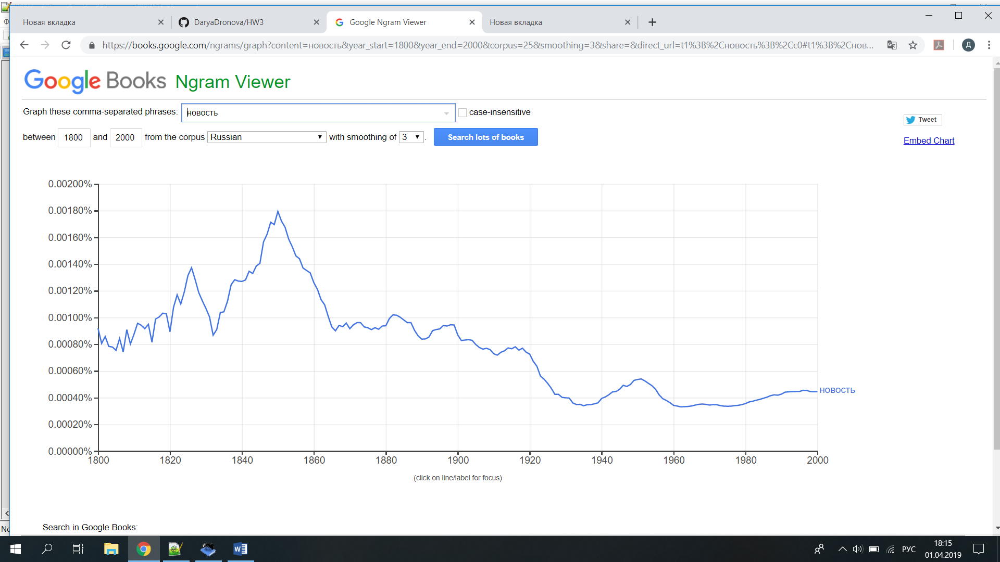 Новая вкладка
DaryaDronova/HW3
Google Ngram Viewer
Новая вкладка
https://books.google.com/ngrams/graph?content=новость&year_start=1800&year_end=2000&corpus=25&smoothing=3&share=&direct_url=t1%3B%2Cновость%3B%2Cc0#t1%3B%2Cнов...
Д
Google Books Ngram Viewer
Graph these comma-separated phrases: новость case-insensitive
Tweet
between 1800 and 2000 from the corpus Russian with smoothing of 3 . Search lots of books
Embed Chart
0.00200%
0.00180%
0.00160%
0.00140%
0.00120%
0.00100%
0.00080%
0.00060%
новость
0.00040%
0.00020%
0.00000%
1800 1820 1840 1860 1880 1900 1920 1940 1960 1980 2000
(click on line/label for focus)
Search in Google Books:
РУС
18:15
01.04.2019